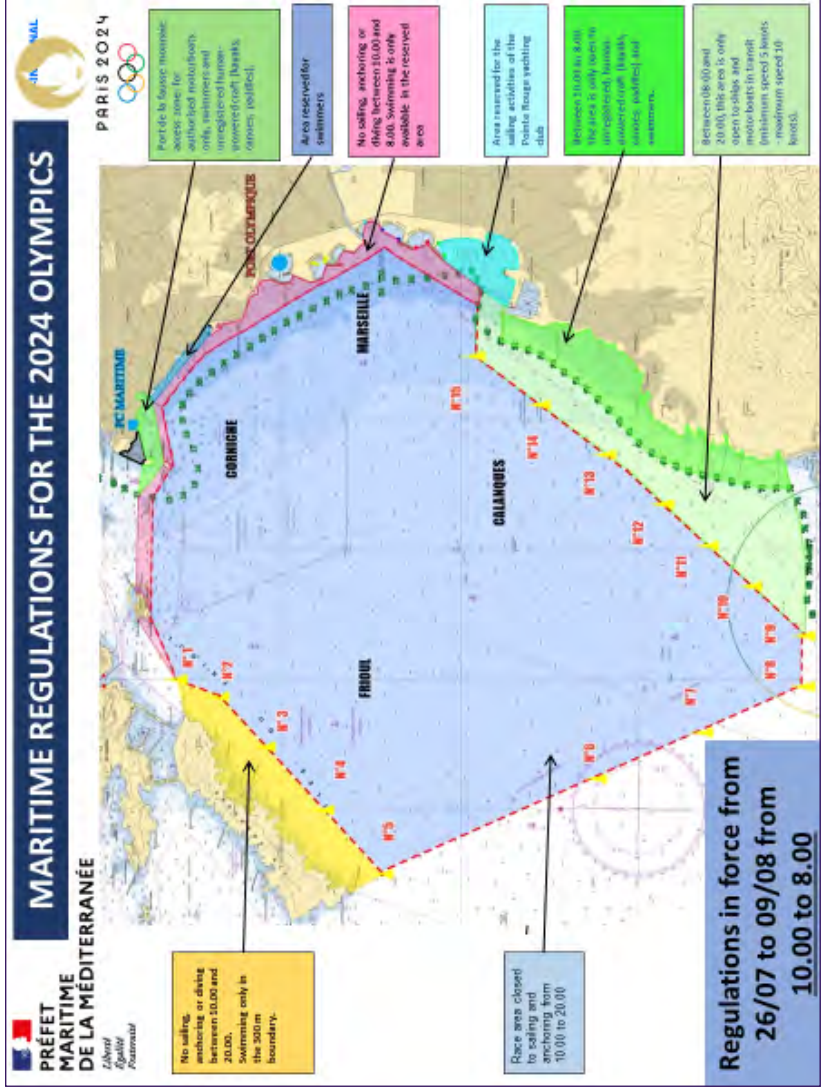 PRÉFET
MARITIME
DE LA MÉDITERRANÉE
Liberté
Égalité
Fraternité
MARITIME REGULATIONS FOR THE 2024 OLYMPICS
PARIS 2024
No sailing,
anchoring or diving
between 10.00 and
20.00.
Swimming only in
the 300 m
boundary.
Race area closed
to sailing and
anchoring from
10.00 to 20.00
Regulations in force from
26/07 to 09/08 from
10.00 to 8.00
PC MARITIME
PORT OLYMPIQUE
CORNICHE
MARSEILLE
FRIOUL
CALANQUES
N°1
N°2
N°3
N°4
N°5
N°6
N°7
N°8
N°9
N°10
N°11
N°12
N°13
N°14
N°15
Port de la fausse monnaie
access zone: for
authorised motorboats
only, swimmers and
unregistered human-
powered craft (kayaks,
canoes, paddles).
Area reserved for
swimmers
No sailing, anchoring or
diving between 10.00 and
8.00. Swimming is only
available in the reserved
area
Area reserved for the
sailing activities of the
Pointe Rouge yachting
club
Between 10.00 to 8.00
the area is only open to
unregistered, human-
powered craft (kayaks,
canoes, paddles) and
swimmers.
Between 08:00 and
20:00, this area is only
open to ships and
motorboats in transit
(minimum speed 5 knots
- maximum speed 10
knots).